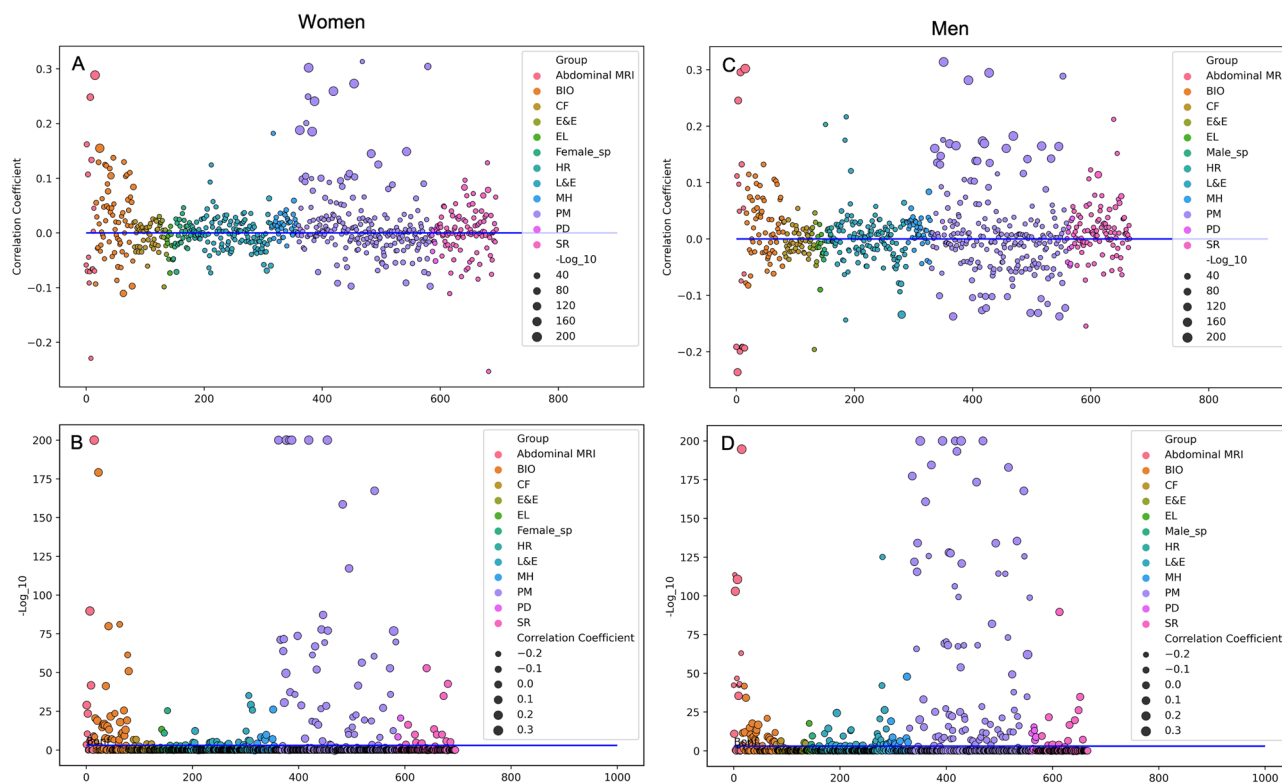 Women
Men
A
Correlation Coefficient
0.3
0.2
0.1
0.0
−0.1
−0.2
0
200
400
600
800
Group
Abdominal MRI
BIO
CF
E&E
EL
Female_sp
HR
L&E
MH
PM
PD
SR
-Log_10
40
80
120
160
200
C
Correlation Coefficient
0.3
0.2
0.1
0.0
−0.1
−0.2
0
200
400
600
800
Group
Abdominal MRI
BIO
CF
E&E
EL
Male_sp
HR
L&E
MH
PM
PD
SR
-Log_10
40
80
120
160
200
B
-Log_10
200
175
150
125
100
75
50
25
0
0
200
400
600
800
1000
Group
Abdominal MRI
BIO
CF
E&E
EL
Female_sp
HR
L&E
MH
PM
PD
SR
Correlation Coefficient
−0.2
−0.1
0.0
0.1
0.2
0.3
D
-Log_10
200
175
150
125
100
75
50
25
0
0
200
400
600
800
1000
Group
Abdominal MRI
BIO
CF
E&E
EL
Male_sp
HR
L&E
MH
PM
PD
SR
Correlation Coefficient
−0.2
−0.1
0.0
0.1
0.2
0.3